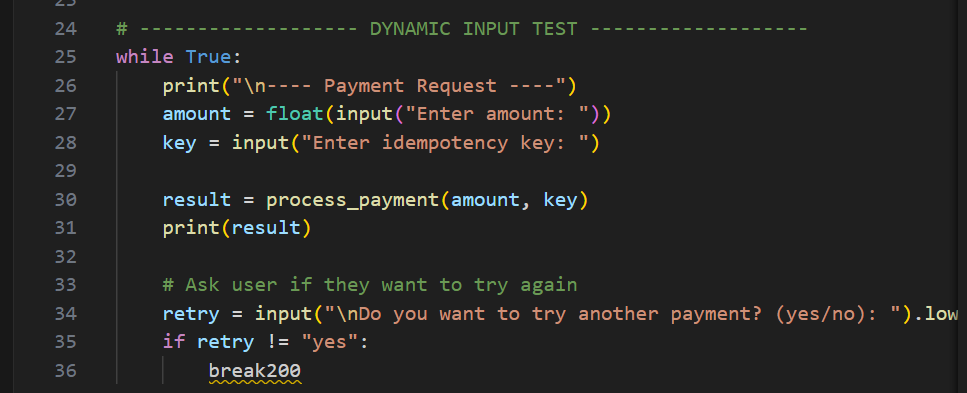 24 # ------------------- DYNAMIC INPUT TEST -------------------
25 while True:
26     print("\n---- Payment Request ----")
27     amount = float(input("Enter amount: "))
28     key = input("Enter idempotency key: ")
29
30     result = process_payment(amount, key)
31     print(result)
32
33     # Ask user if they want to try again
34     retry = input("\nDo you want to try another payment? (yes/no): ").low
35     if retry != "yes":
36         break200